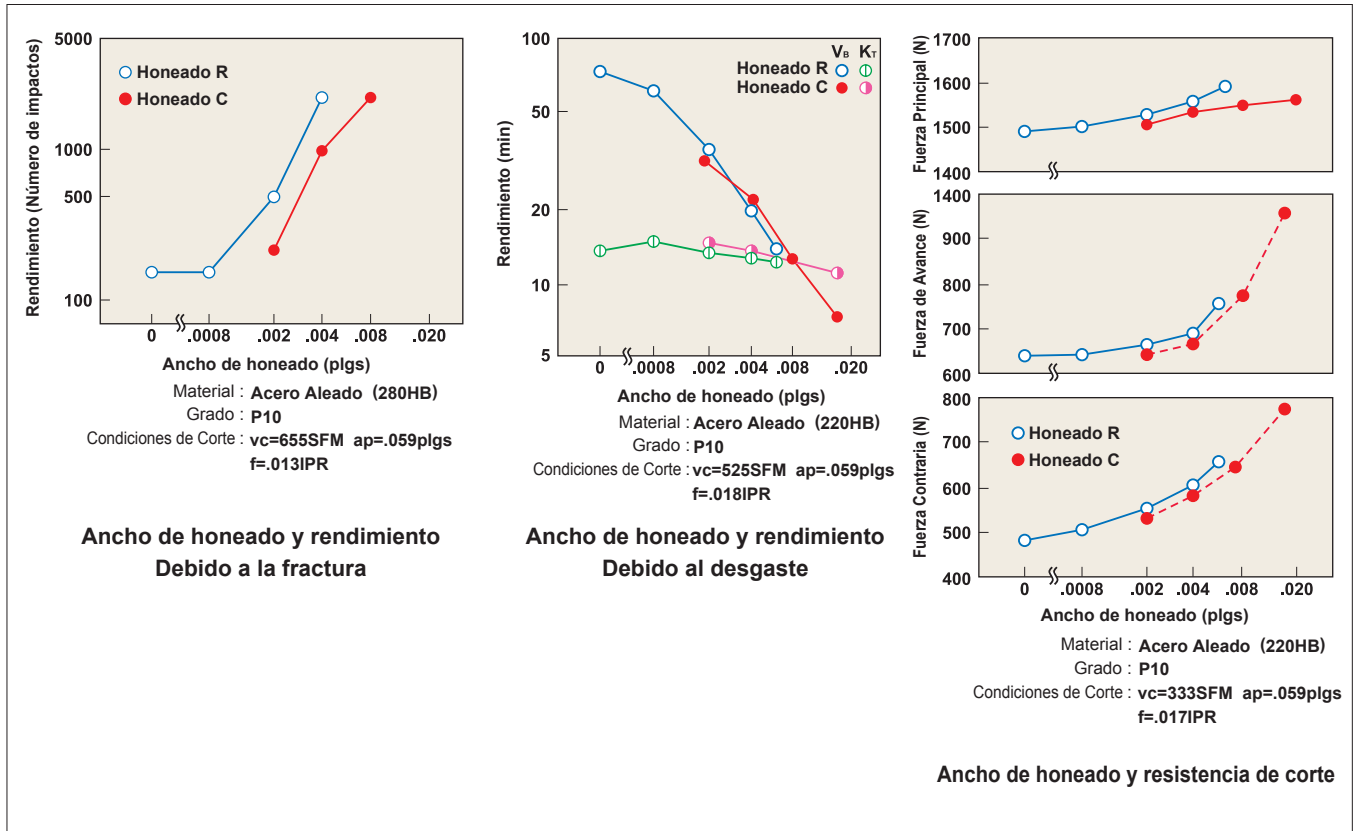 5000
1000
500
100
Rendimiento (Número de impactos)
Honeado R
Honeado C
0 .0008 .002 .004 .008 .020
Ancho de honeado (plgs)
Material : Acero Aleado (280HB)
Grado : P10
Condiciones de Corte : vc=655SFM ap=.059plgs
f=.013IPR
Ancho de honeado y rendimiento
Debido a la fractura
100
50
20
10
5
Rendimiento (min)
VB KT
Honeado R
Honeado C
0 .0008 .002 .004 .008 .020
Ancho de honeado (plgs)
Material : Acero Aleado (220HB)
Grado : P10
Condiciones de Corte : vc=525SFM ap=.059plgs
f=.018IPR
Ancho de honeado y rendimiento
Debido al desgaste
1700
1600
1500
1400
Fuerza Principal (N)
1400
900
800
700
600
Fuerza de Avance (N)
800
700
600
500
400
Fuerza Contraria (N)
Honeado R
Honeado C
0 .0008 .002 .004 .008 .020
Ancho de honeado (plgs)
Material : Acero Aleado (220HB)
Grado : P10
Condiciones de Corte : vc=333SFM ap=.059plgs
f=.017IPR
Ancho de honeado y resistencia de corte